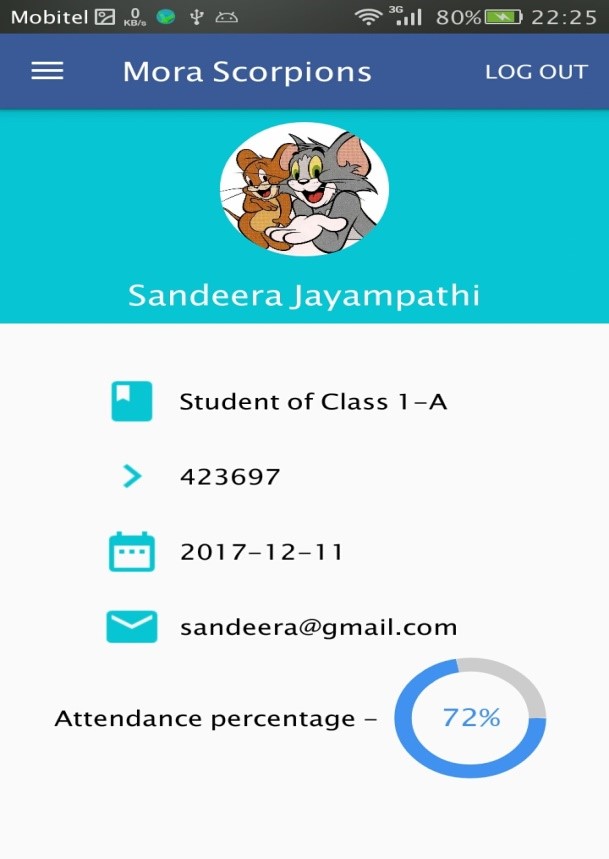 Mobitel 0 KB/s 3G 80% 22:25
Mora Scorpions LOG OUT
Sandeera Jayampathi
Student of Class 1-A
423697
2017-12-11
sandeera@gmail.com
Attendance percentage - 72%